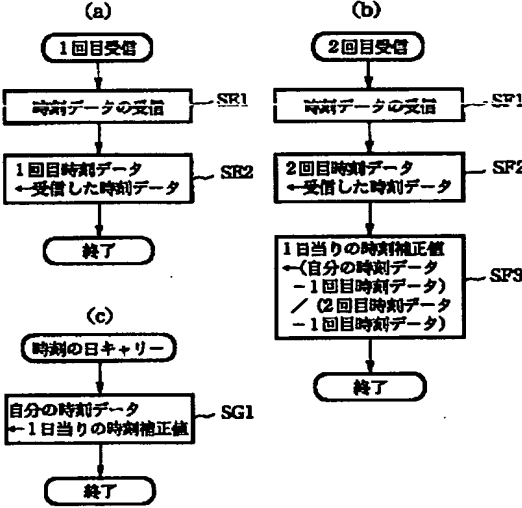 (a)
1回目受信
時刻データの受信
SE1
1回目時刻データ
←受信した時刻データ
SE2
終了
(b)
2回目受信
時刻データの受信
SF1
2回目時刻データ
←受信した時刻データ
SF2
1日当りの時刻補正値
←(自分の時刻データ
-1回目時刻データ)
/(2回目時刻データ
-1回目時刻データ)
SF3
終了
(c)
時刻の日キャリー
自分の時刻データ
←1日当りの時刻補正値
SG1
終了